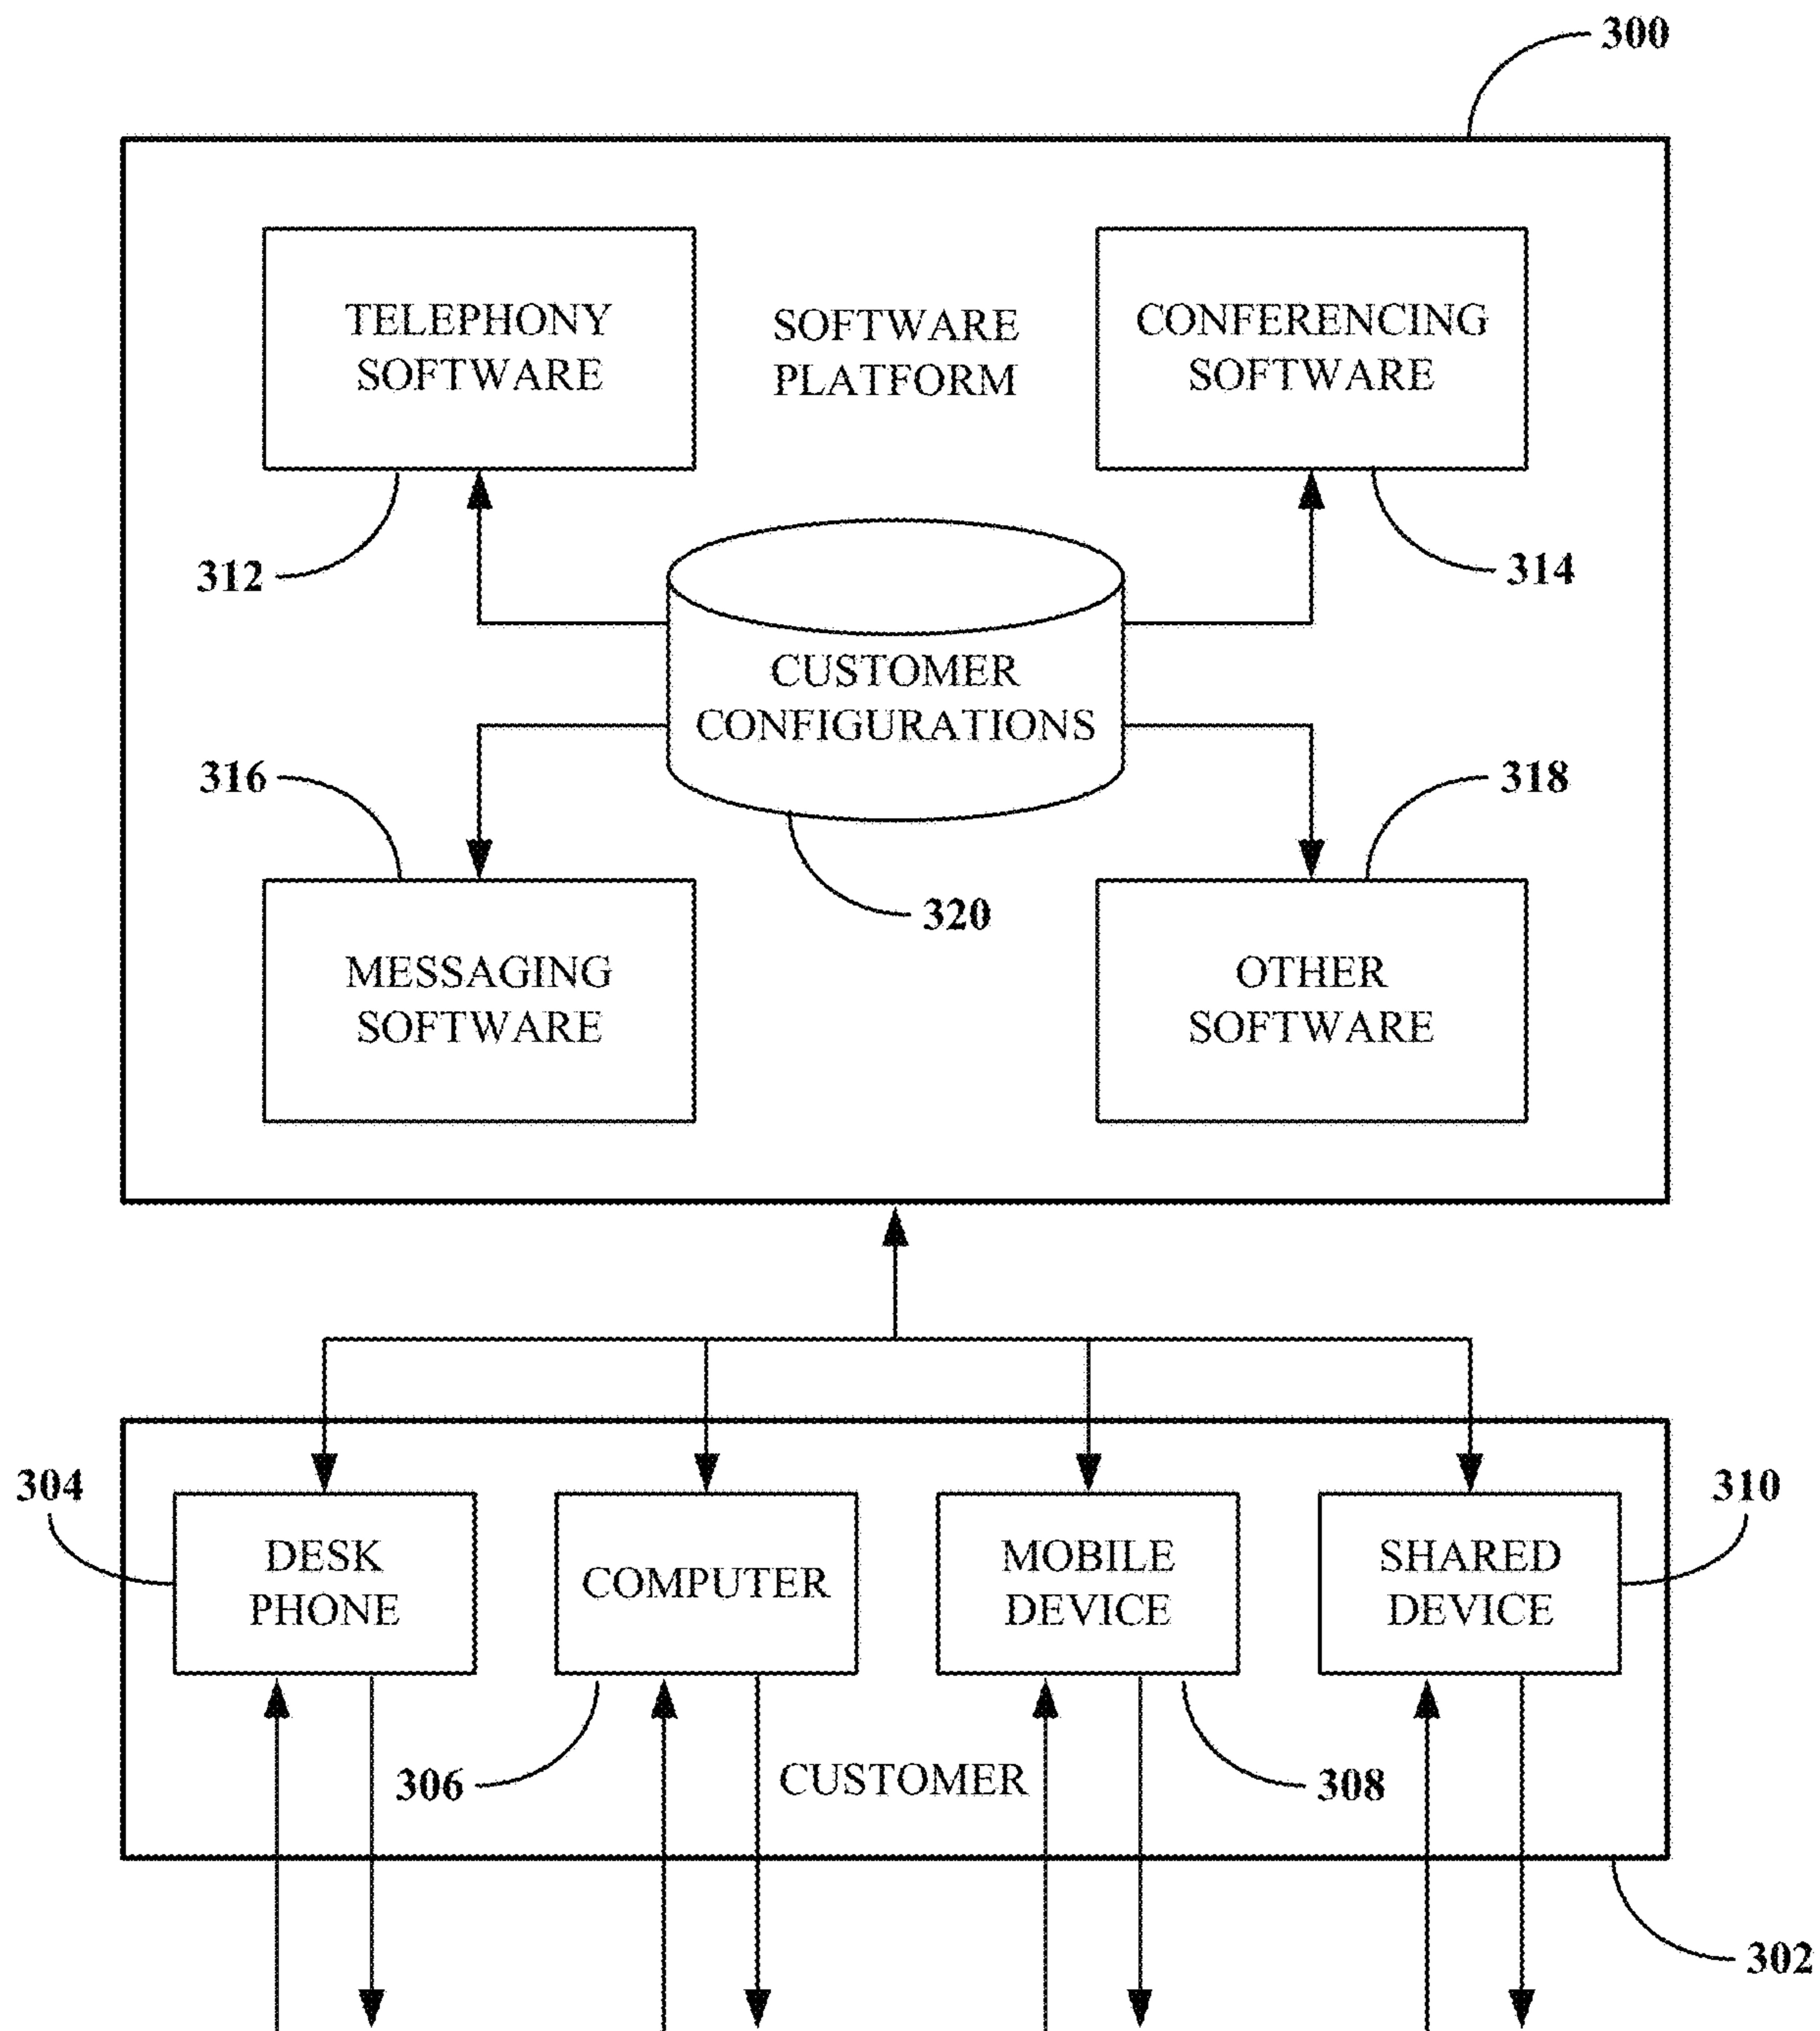 300
TELEPHONY
SOFTWARE
SOFTWARE
PLATFORM
CONFERENCING
SOFTWARE
312
314
CUSTOMER
CONFIGURATIONS
316
318
320
MESSAGING
SOFTWARE
OTHER
SOFTWARE
304
310
DESK
PHONE
COMPUTER
MOBILE
DEVICE
SHARED
DEVICE
306
CUSTOMER
308
302